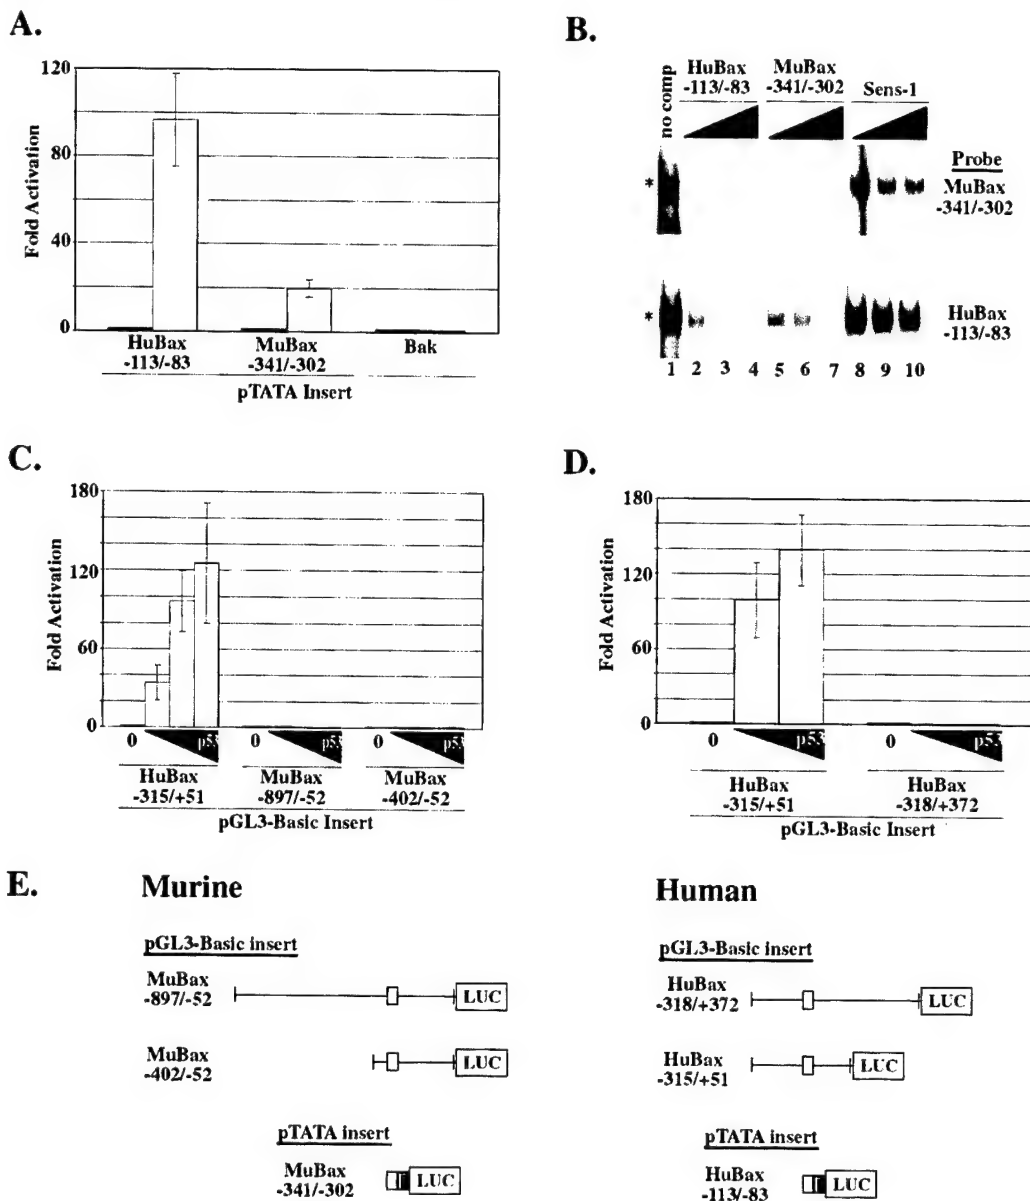 A.
120
80
40
0
Fold Activation
HuBax
-113/-83
MuBax
-341/-302
Bak
pTATA Insert
B.
no comp
HuBax
-113/-83
MuBax
-341/-302
Sens-1
Probe
* MuBax
-341/-302
* HuBax
-113/-83
1 2 3 4 5 6 7 8 9 10
C.
180
120
60
0
Fold Activation
0 p53 0 p53 0 p53
HuBax
-315/+51
MuBax
-897/-52
MuBax
-402/-52
pGL3-Basic Insert
D.
180
120
60
0
Fold Activation
0 p53 0 p53
HuBax
-315/+51
HuBax
-318/+372
pGL3-Basic Insert
E.
Murine
pGL3-Basic insert
MuBax
-897/-52
LUC
MuBax
-402/-52
LUC
pTATA insert
MuBax
-341/-302
LUC
Human
pGL3-Basic insert
HuBax
-318/+372
LUC
HuBax
-315/+51
LUC
pTATA insert
HuBax
-113/-83
LUC